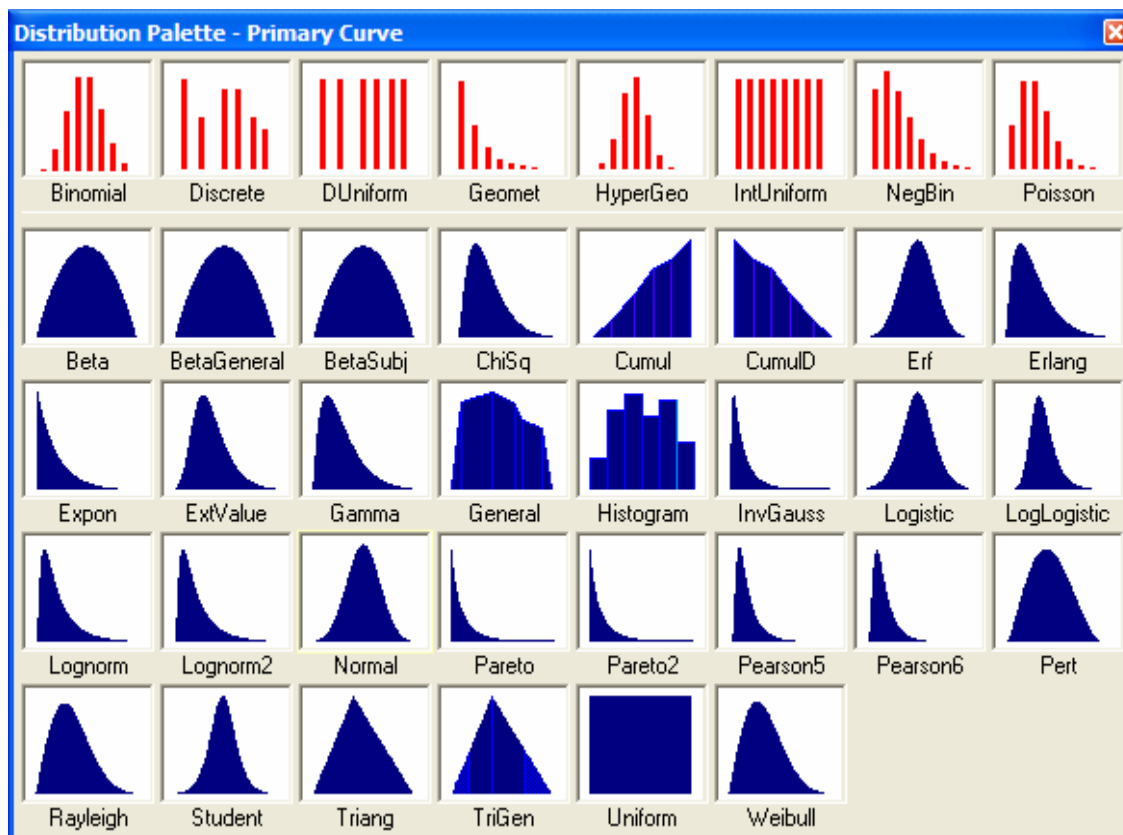 Distribution Palette - Primary Curve
Binomial Discrete DUniform Geomet HyperGeo IntUniform NegBin Poisson
Beta BetaGeneral BetaSubj ChiSq Cumul CumulD Erf Erlang
Expon ExtValue Gamma General Histogram InvGauss Logistic LogLogistic
Lognorm Lognorm2 Normal Pareto Pareto2 Pearson5 Pearson6 Pert
Rayleigh Student Triang TriGen Uniform Weibull